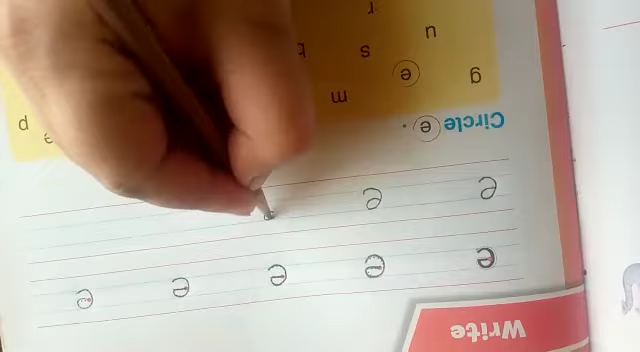 Write
e e e e e
e e
Circle e.
g e m
u s
r